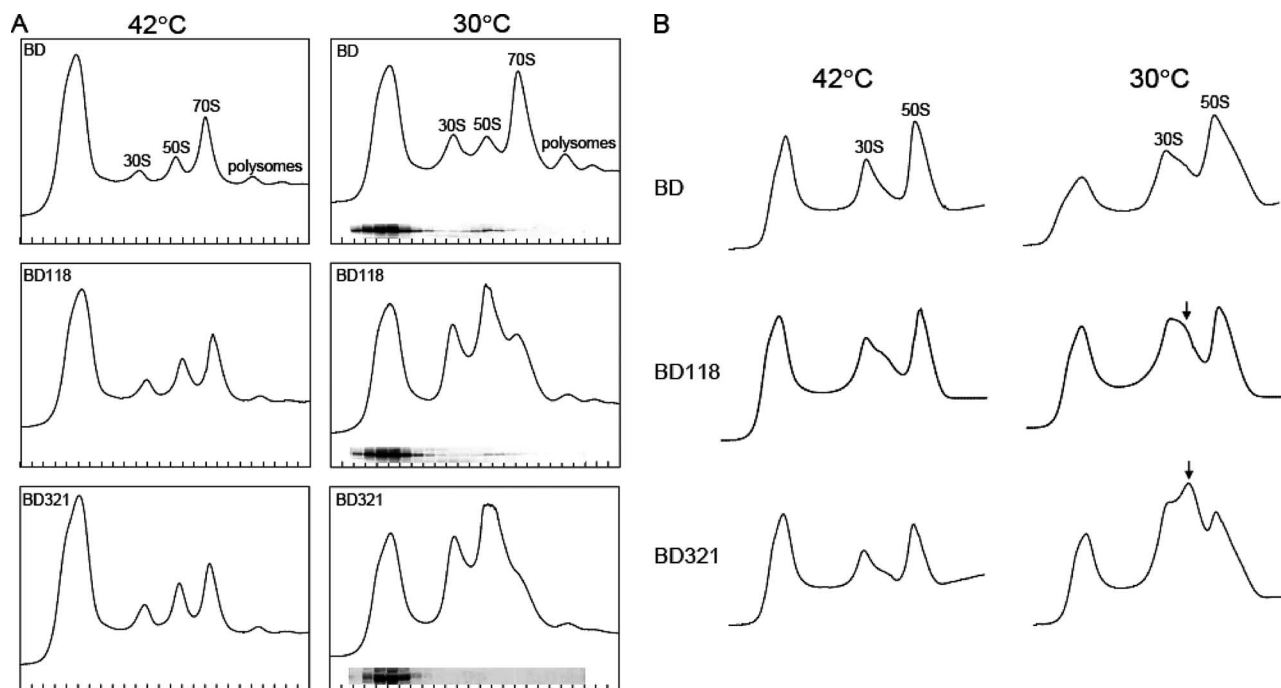 A
42°C
30°C
BD
30S
50S
70S
polysomes
BD
30S
50S
70S
polysomes
BD118
BD118
BD321
BD321
B
42°C
30°C
BD
30S
50S
30S
50S
BD118
BD321